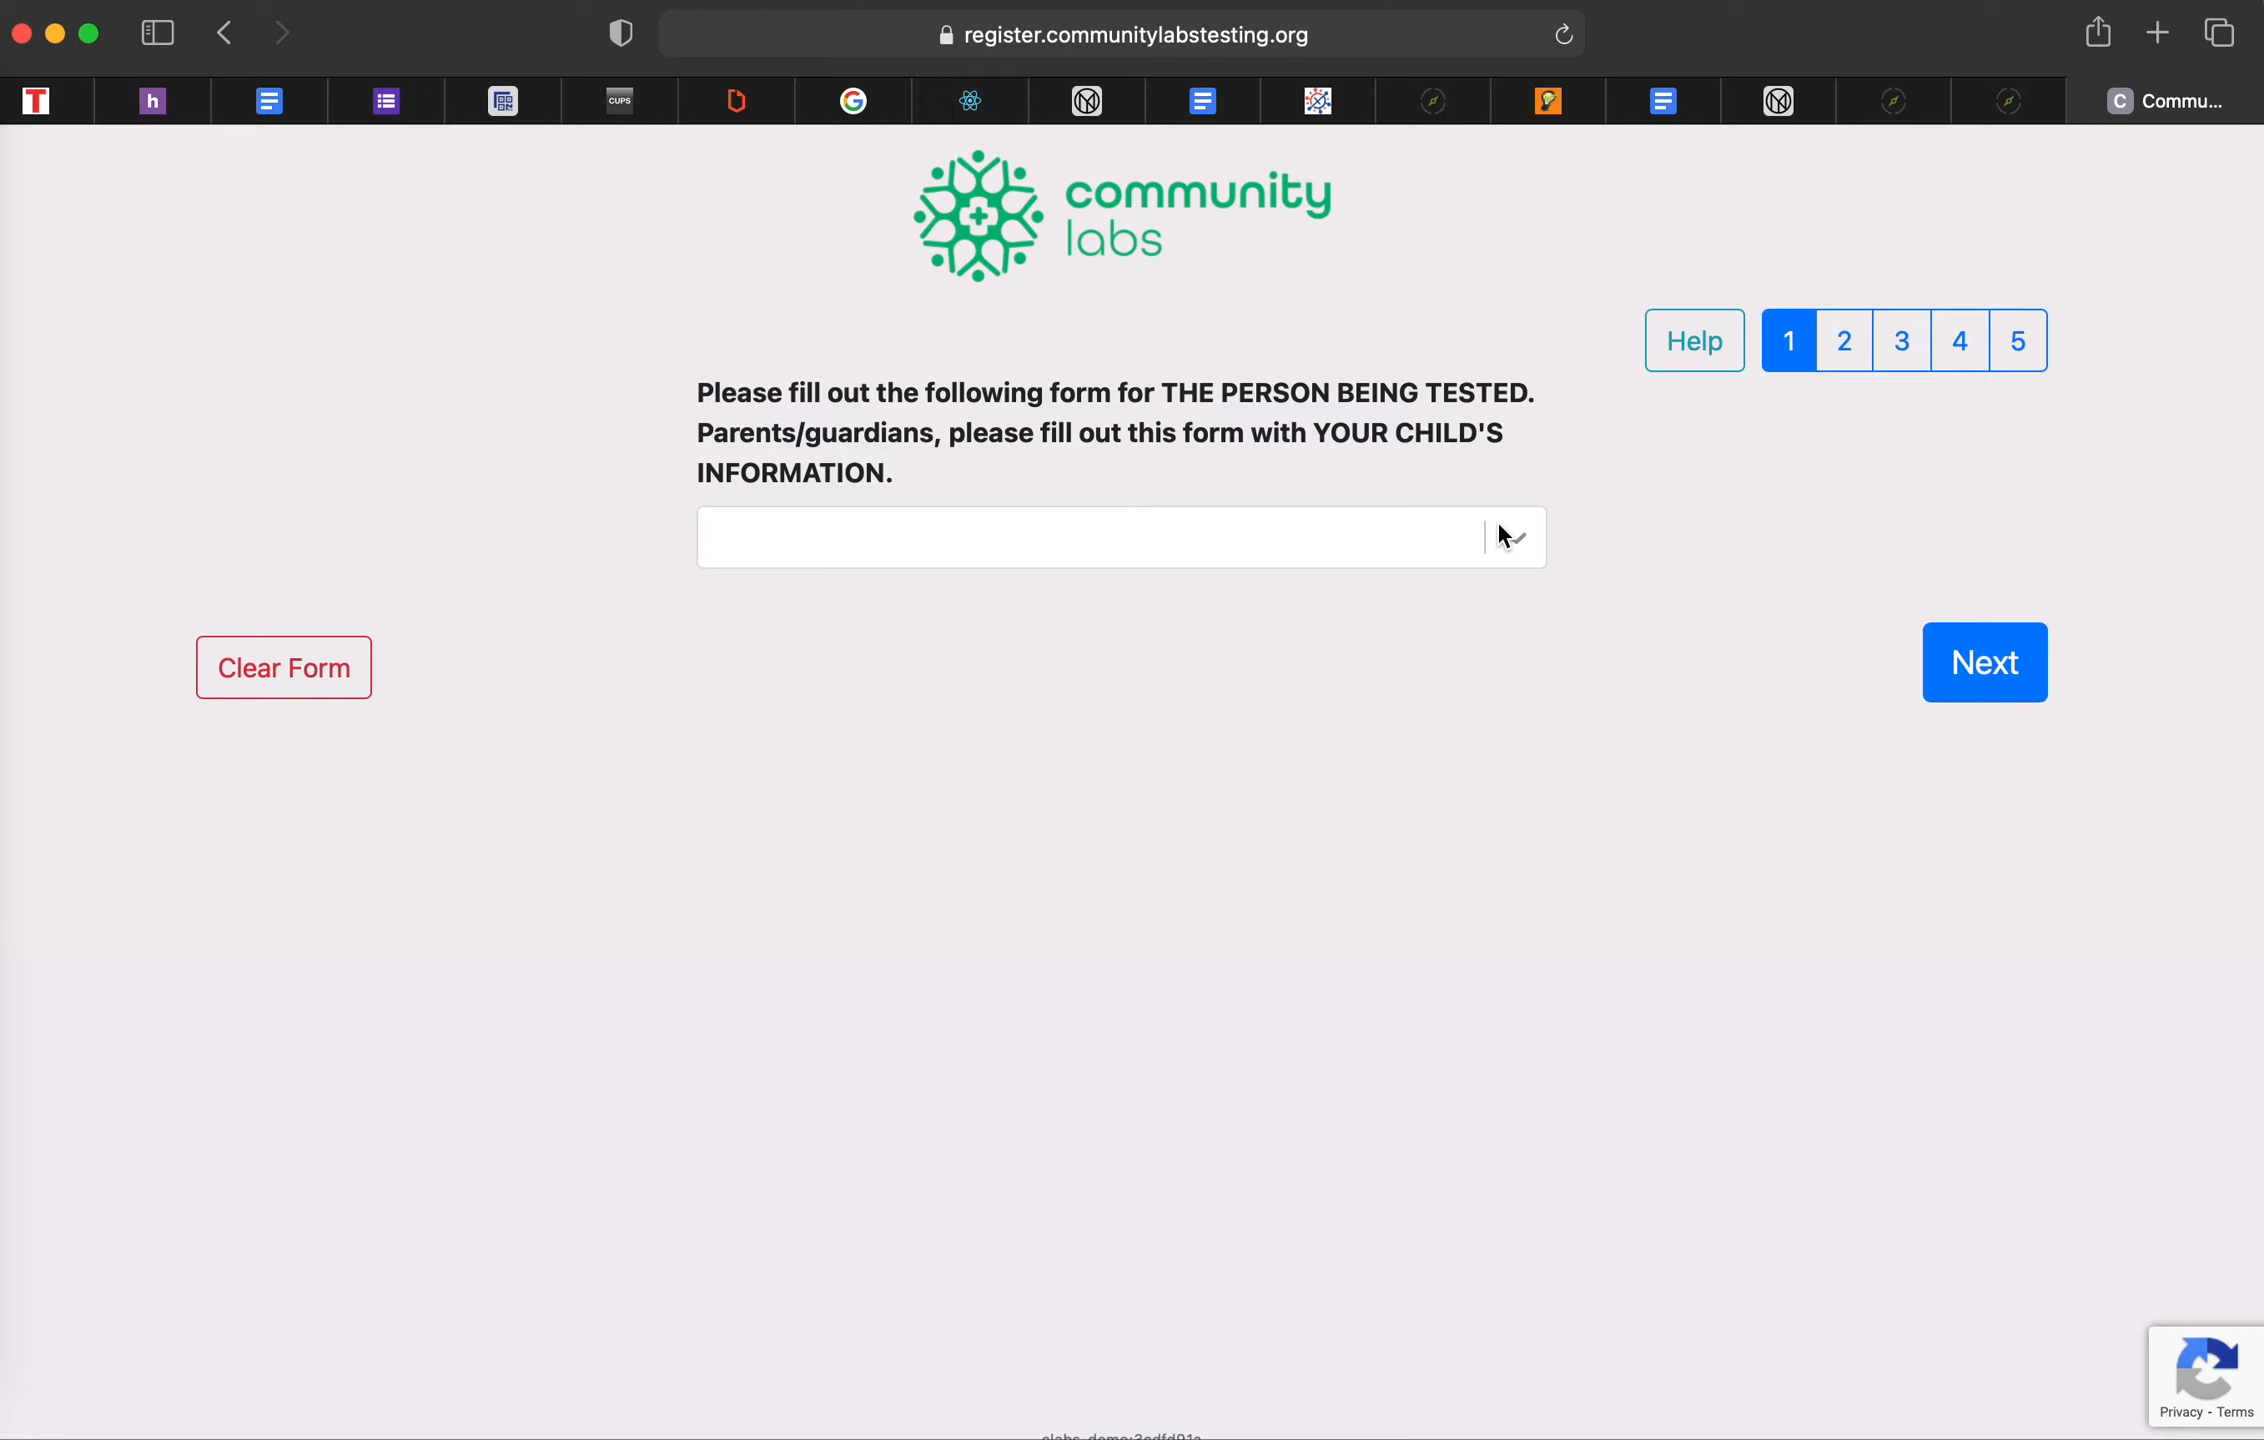 register.communitylabstesting.org
T
h
CUPS
C Commu...
community
labs
Help 1 2 3 4 5
Please fill out the following form for THE PERSON BEING TESTED.
Parents/guardians, please fill out this form with YOUR CHILD'S
INFORMATION.
Clear Form
Next
Privacy - Terms